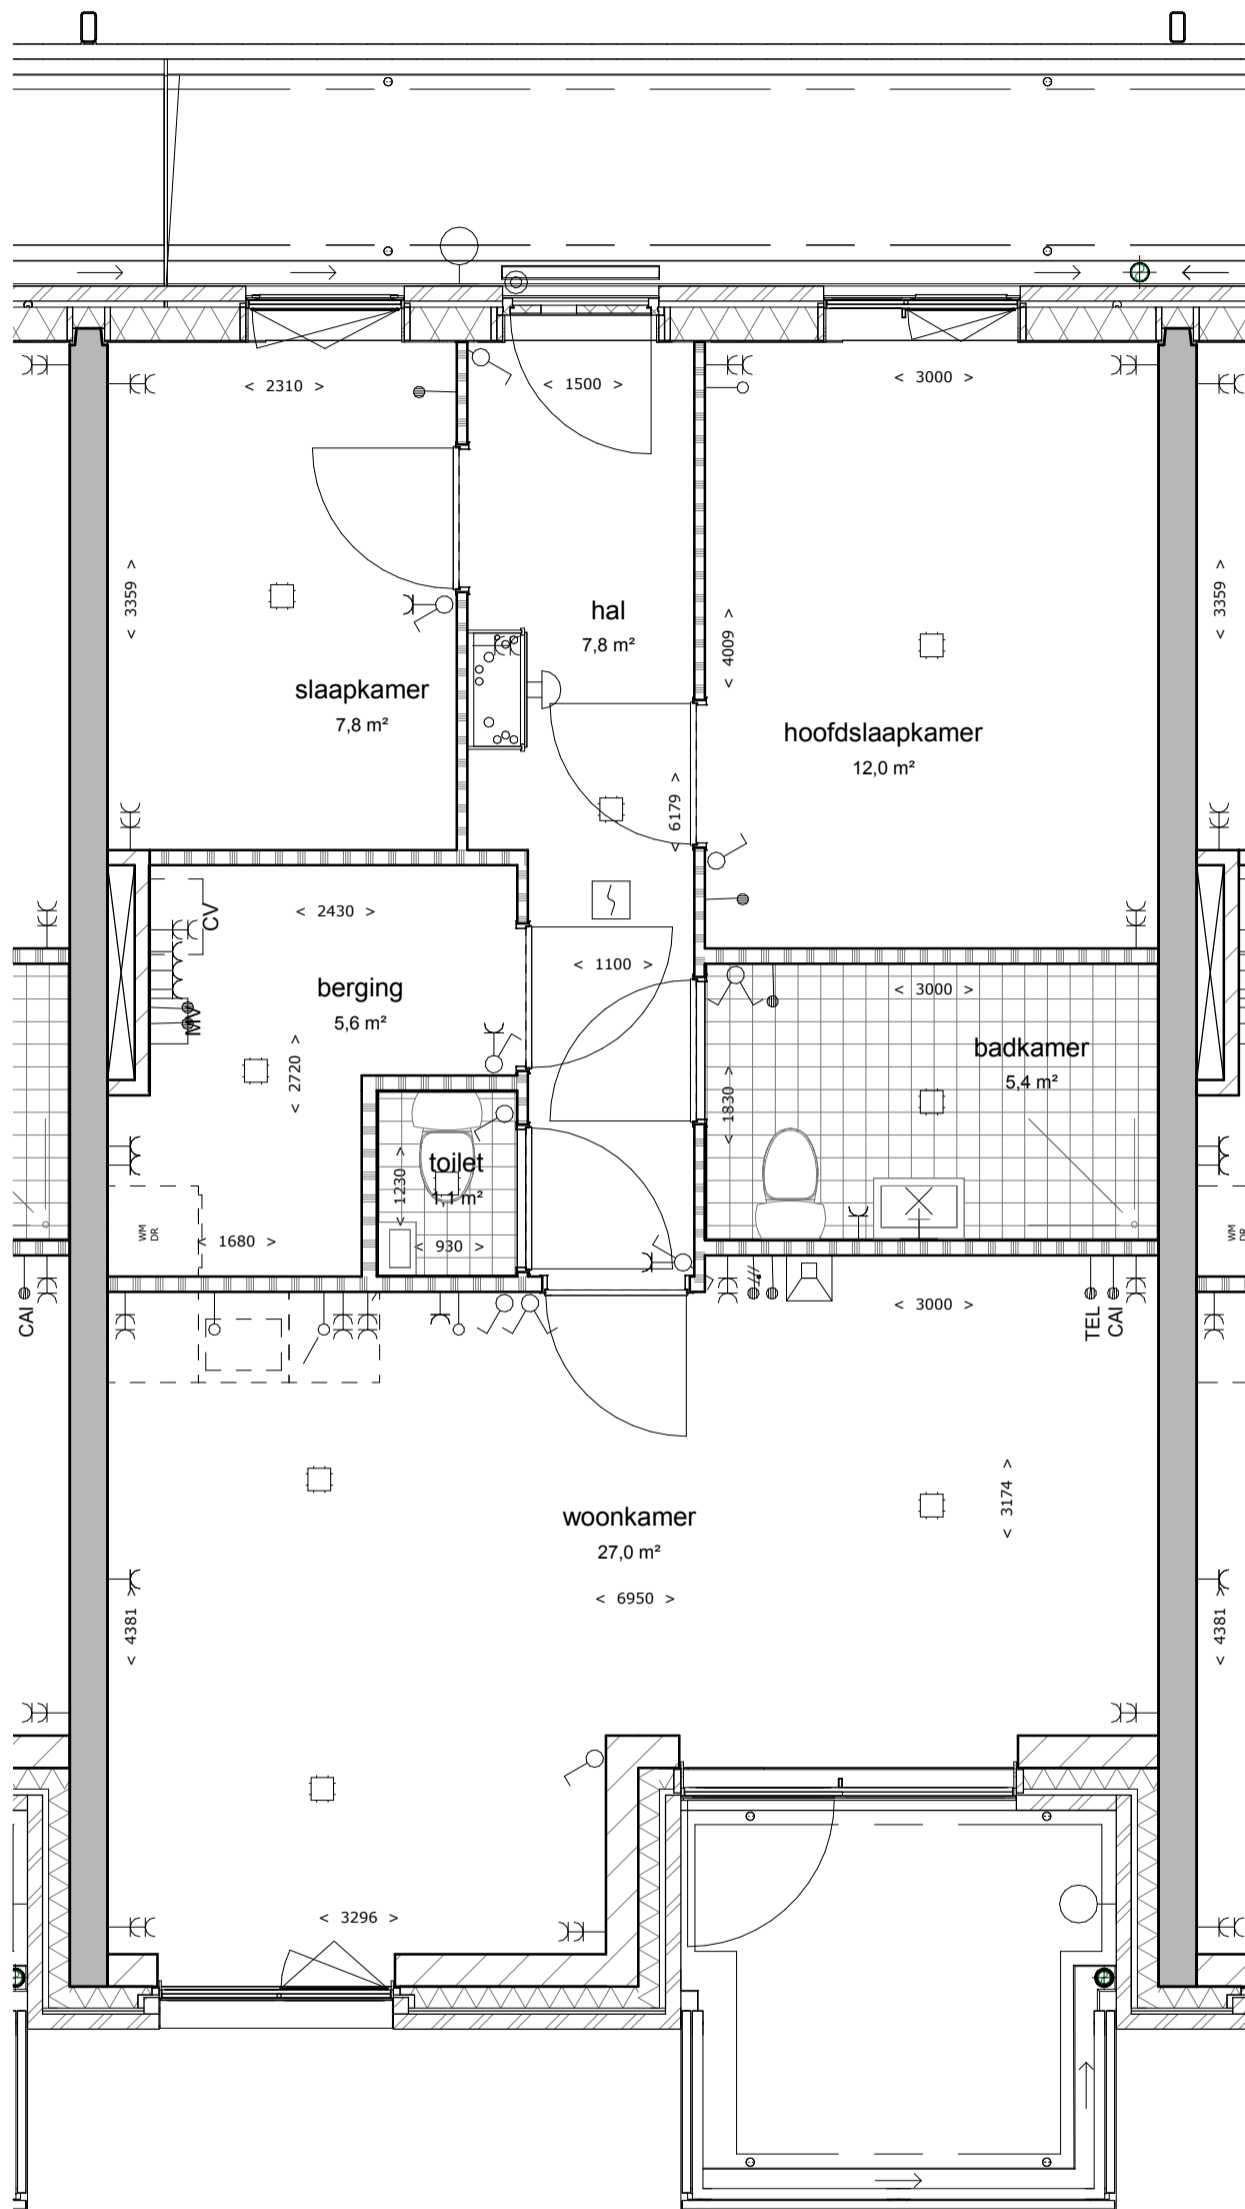 < 2310 >
< 1500 >
< 3000 >
< 3359 >
hal
7,8 m²
< 4009 >
< 3359 >
slaapkamer
7,8 m²
hoofdslaapkamer
12,0 m²
< 6179 >
CV
< 2430 >
< 1100 >
< 3000 >
berging
5,6 m²
MV
< 2720 >
badkamer
5,4 m²
< 1830 >
toilet
1,1 m²
< 1230 >
WM
DR
< 1680 >
< 930 >
WM
DR
CAI
< 3000 >
TEL
CAI
woonkamer
27,0 m²
< 3174 >
< 6950 >
< 4381 >
< 4381 >
< 3296 >